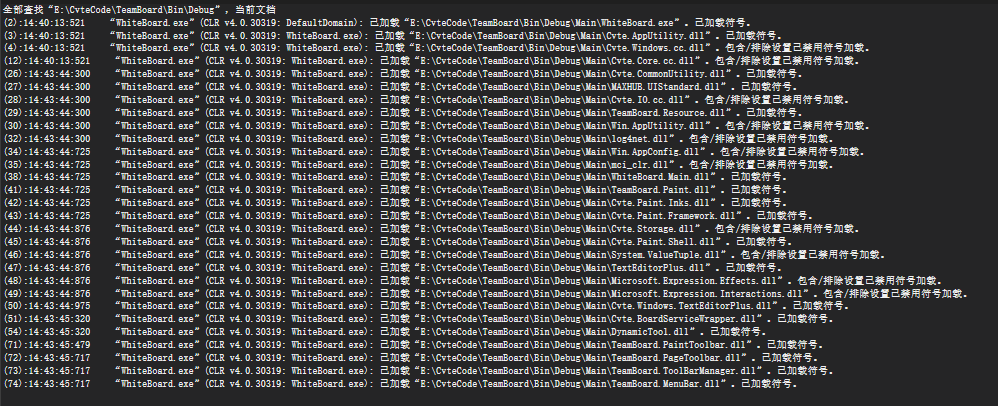 全部查找“E:\CvteCode\TeamBoard\Bin\Debug”, 当前文档
(2):14:40:13:521 “WhiteBoard.exe”(CLR v4.0.30319: DefaultDomain): 已加载“E:\CvteCode\TeamBoard\Bin\Debug\Main\WhiteBoard.exe”。已加载符号。
(3):14:40:13:521 “WhiteBoard.exe”(CLR v4.0.30319: WhiteBoard.exe): 已加载“E:\CvteCode\TeamBoard\Bin\Debug\Main\Cvte.AppUtility.dll”。已加载符号。
(4):14:40:13:521 “WhiteBoard.exe”(CLR v4.0.30319: WhiteBoard.exe): 已加载“E:\CvteCode\TeamBoard\Bin\Debug\Main\Cvte.Windows.cc.dll”。包含/排除设置已禁用符号加载。
(12):14:40:13:521 “WhiteBoard.exe”(CLR v4.0.30319: WhiteBoard.exe): 已加载“E:\CvteCode\TeamBoard\Bin\Debug\Main\Cvte.Core.cc.dll”。包含/排除设置已禁用符号加载。
(26):14:43:44:300 “WhiteBoard.exe”(CLR v4.0.30319: WhiteBoard.exe): 已加载“E:\CvteCode\TeamBoard\Bin\Debug\Main\Cvte.CommonUtility.dll”。已加载符号。
(27):14:43:44:300 “WhiteBoard.exe”(CLR v4.0.30319: WhiteBoard.exe): 已加载“E:\CvteCode\TeamBoard\Bin\Debug\Main\MAXHUB.UIStandard.dll”。已加载符号。
(28):14:43:44:300 “WhiteBoard.exe”(CLR v4.0.30319: WhiteBoard.exe): 已加载“E:\CvteCode\TeamBoard\Bin\Debug\Main\Cvte.IO.cc.dll”。包含/排除设置已禁用符号加载。
(29):14:43:44:300 “WhiteBoard.exe”(CLR v4.0.30319: WhiteBoard.exe): 已加载“E:\CvteCode\TeamBoard\Bin\Debug\Main\TeamBoard.Resource.dll”。已加载符号。
(30):14:43:44:300 “WhiteBoard.exe”(CLR v4.0.30319: WhiteBoard.exe): 已加载“E:\CvteCode\TeamBoard\Bin\Debug\Main\Win.AppUtility.dll”。包含/排除设置已禁用符号加载。
(32):14:43:44:300 “WhiteBoard.exe”(CLR v4.0.30319: WhiteBoard.exe): 已加载“E:\CvteCode\TeamBoard\Bin\Debug\Main\log4net.dll”。包含/排除设置已禁用符号加载。
(34):14:43:44:725 “WhiteBoard.exe”(CLR v4.0.30319: WhiteBoard.exe): 已加载“E:\CvteCode\TeamBoard\Bin\Debug\Main\Win.AppConfig.dll”。包含/排除设置已禁用符号加载。
(35):14:43:44:725 “WhiteBoard.exe”(CLR v4.0.30319: WhiteBoard.exe): 已加载“E:\CvteCode\TeamBoard\Bin\Debug\Main\mci_clr.dll”。包含/排除设置已禁用符号加载。
(38):14:43:44:725 “WhiteBoard.exe”(CLR v4.0.30319: WhiteBoard.exe): 已加载“E:\CvteCode\TeamBoard\Bin\Debug\Main\WhiteBoard.Main.dll”。已加载符号。
(41):14:43:44:725 “WhiteBoard.exe”(CLR v4.0.30319: WhiteBoard.exe): 已加载“E:\CvteCode\TeamBoard\Bin\Debug\Main\TeamBoard.Paint.dll”。已加载符号。
(42):14:43:44:725 “WhiteBoard.exe”(CLR v4.0.30319: WhiteBoard.exe): 已加载“E:\CvteCode\TeamBoard\Bin\Debug\Main\Cvte.Paint.Inks.dll”。已加载符号。
(43):14:43:44:725 “WhiteBoard.exe”(CLR v4.0.30319: WhiteBoard.exe): 已加载“E:\CvteCode\TeamBoard\Bin\Debug\Main\Cvte.Paint.Framework.dll”。已加载符号。
(44):14:43:44:876 “WhiteBoard.exe”(CLR v4.0.30319: WhiteBoard.exe): 已加载“E:\CvteCode\TeamBoard\Bin\Debug\Main\Cvte.Storage.dll”。包含/排除设置已禁用符号加载。
(45):14:43:44:876 “WhiteBoard.exe”(CLR v4.0.30319: WhiteBoard.exe): 已加载“E:\CvteCode\TeamBoard\Bin\Debug\Main\Cvte.Paint.Shell.dll”。已加载符号。
(46):14:43:44:876 “WhiteBoard.exe”(CLR v4.0.30319: WhiteBoard.exe): 已加载“E:\CvteCode\TeamBoard\Bin\Debug\Main\System.ValueTuple.dll”。包含/排除设置已禁用符号加载。
(47):14:43:44:876 “WhiteBoard.exe”(CLR v4.0.30319: WhiteBoard.exe): 已加载“E:\CvteCode\TeamBoard\Bin\Debug\Main\TextEditorPlus.dll”。已加载符号。
(48):14:43:44:876 “WhiteBoard.exe”(CLR v4.0.30319: WhiteBoard.exe): 已加载“E:\CvteCode\TeamBoard\Bin\Debug\Main\Microsoft.Expression.Effects.dll”。包含/排除设置已禁用符号加载。
(49):14:43:44:876 “WhiteBoard.exe”(CLR v4.0.30319: WhiteBoard.exe): 已加载“E:\CvteCode\TeamBoard\Bin\Debug\Main\Microsoft.Expression.Interactions.dll”。包含/排除设置已禁用符号加载。
(50):14:43:44:975 “WhiteBoard.exe”(CLR v4.0.30319: WhiteBoard.exe): 已加载“E:\CvteCode\TeamBoard\Bin\Debug\Main\Cvte.Windows.TextEditorPlus.dll”。已加载符号。
(51):14:43:45:320 “WhiteBoard.exe”(CLR v4.0.30319: WhiteBoard.exe): 已加载“E:\CvteCode\TeamBoard\Bin\Debug\Main\Cvte.BoardServiceWrapper.dll”。已加载符号。
(54):14:43:45:320 “WhiteBoard.exe”(CLR v4.0.30319: WhiteBoard.exe): 已加载“E:\CvteCode\TeamBoard\Bin\Debug\Main\DynamicTool.dll”。已加载符号。
(71):14:43:45:479 “WhiteBoard.exe”(CLR v4.0.30319: WhiteBoard.exe): 已加载“E:\CvteCode\TeamBoard\Bin\Debug\Main\TeamBoard.PaintToolbar.dll”。已加载符号。
(72):14:43:45:717 “WhiteBoard.exe”(CLR v4.0.30319: WhiteBoard.exe): 已加载“E:\CvteCode\TeamBoard\Bin\Debug\Main\TeamBoard.PageToolbar.dll”。已加载符号。
(73):14:43:45:717 “WhiteBoard.exe”(CLR v4.0.30319: WhiteBoard.exe): 已加载“E:\CvteCode\TeamBoard\Bin\Debug\Main\TeamBoard.ToolBarManager.dll”。已加载符号。
(74):14:43:45:717 “WhiteBoard.exe”(CLR v4.0.30319: WhiteBoard.exe): 已加载“E:\CvteCode\TeamBoard\Bin\Debug\Main\TeamBoard.MenuBar.dll”。已加载符号。